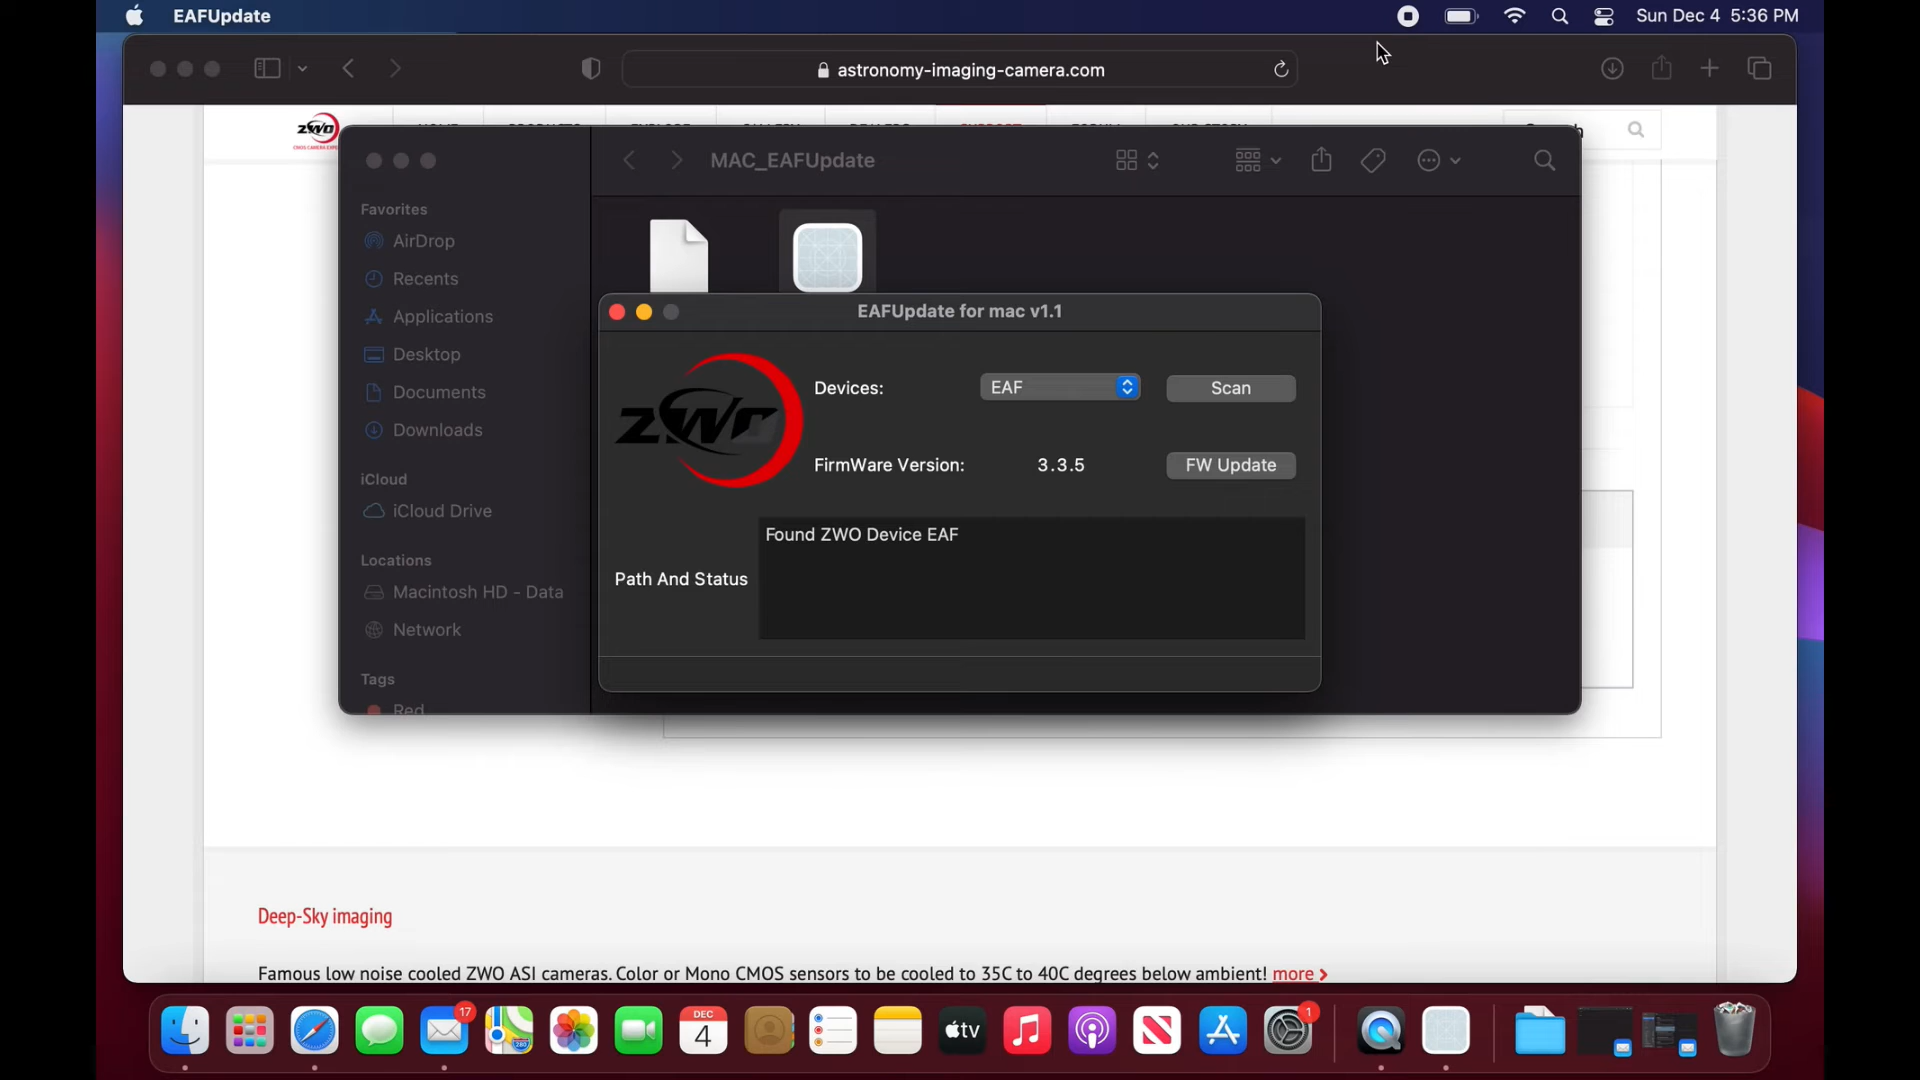 EAFUpdate
Sun Dec 4 5:36 PM
astronomy-imaging-camera.com
ZWO
MAC_EAFUpdate
Favorites
AirDrop
Recents
Applications
Desktop
Documents
Downloads
iCloud
iCloud Drive
Locations
Macintosh HD - Data
Network
Tags
Red
EAFUpdate for mac v1.1
ZWO
Devices:
EAF
Scan
FirmWare Version:
3.3.5
FW Update
Found ZWO Device EAF
Path And Status
Deep-Sky imaging
Famous low noise cooled ZWO ASI cameras. Color or Mono CMOS sensors to be cooled to 35C to 40C degrees below ambient! more >
17
280
DEC
4
tv
1